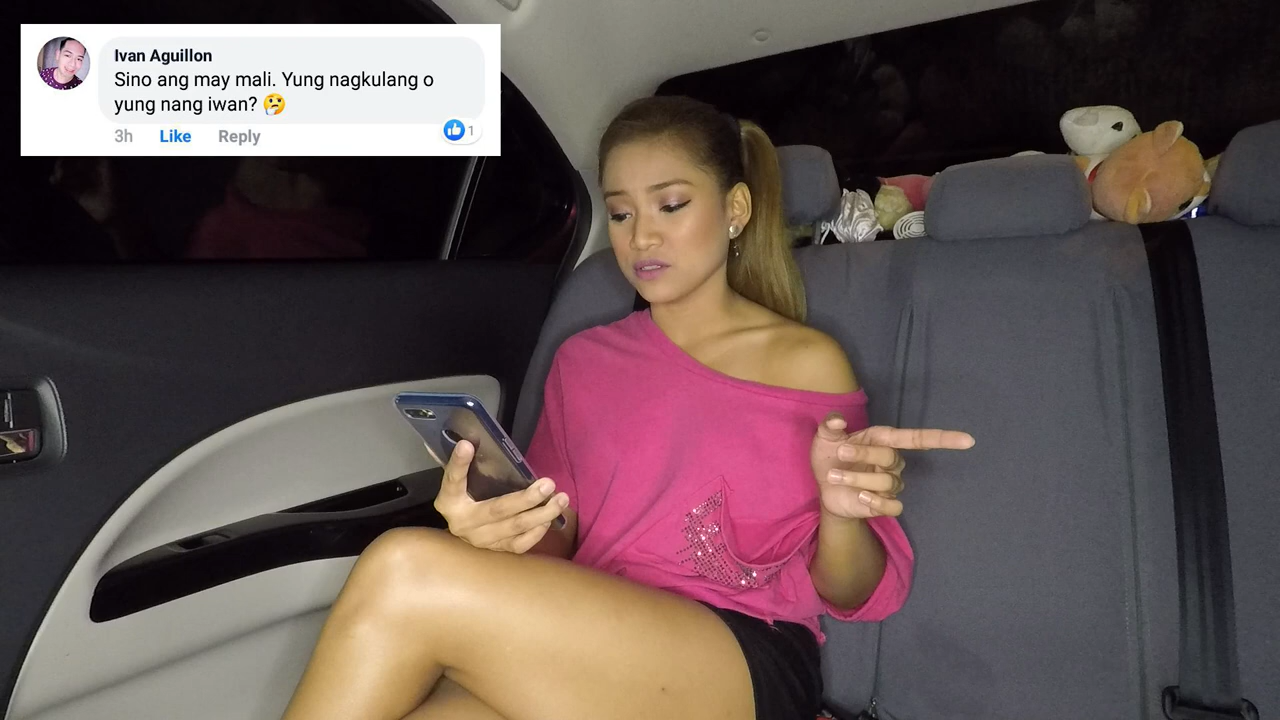 Ivan Aguillon
Sino ang may mali. Yung nagkulang o
yung nang iwan? 🤔
3h Like Reply 1